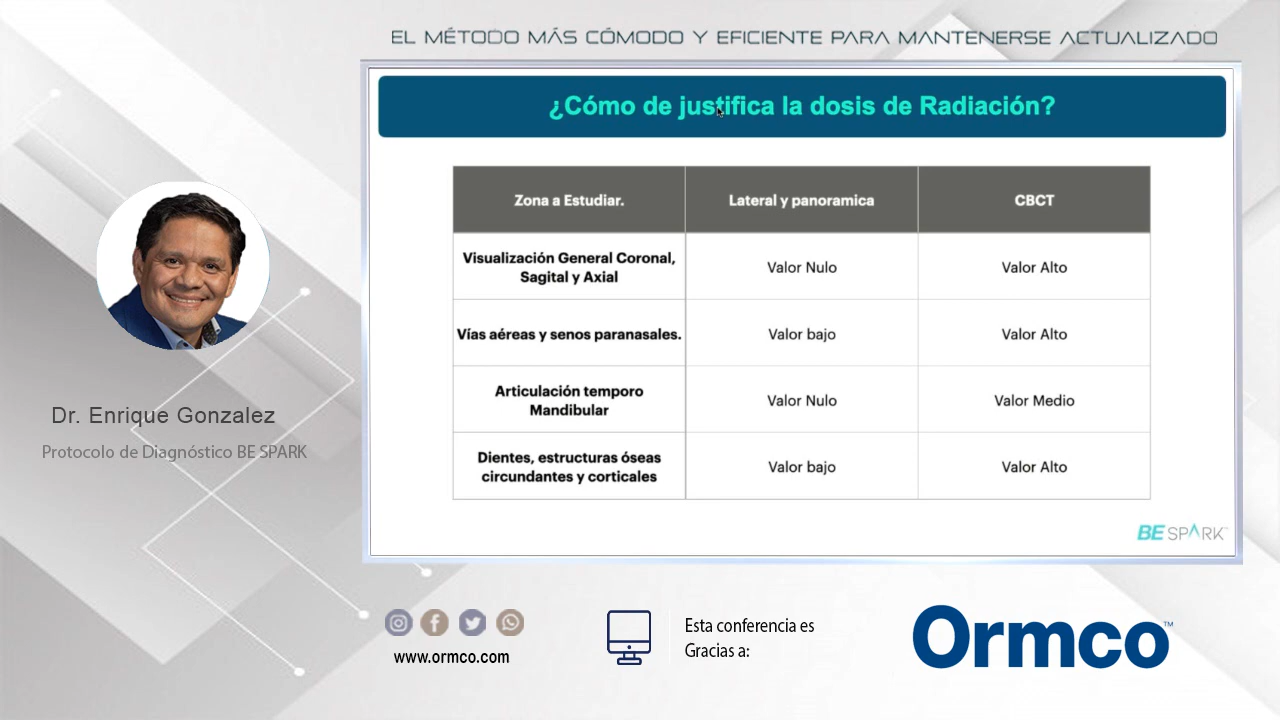 EL MÉTODO MÁS CÓMODO Y EFICIENTE PARA MANTENERSE ACTUALIZADO
¿Cómo de justifica la dosis de Radiación?
Zona a Estudiar.
Lateral y panoramica
CBCT
Visualización General Coronal,
Sagital y Axial
Valor Nulo
Valor Alto
Vías aéreas y senos paranasales.
Valor bajo
Valor Alto
Articulación temporo
Mandibular
Valor Nulo
Valor Medio
Dientes, estructuras óseas
circundantes y corticales
Valor bajo
Valor Alto
BE SPARK™
Dr. Enrique Gonzalez
Protocolo de Diagnóstico BE SPARK
www.ormco.com
Esta conferencia es
Gracias a:
Ormco™